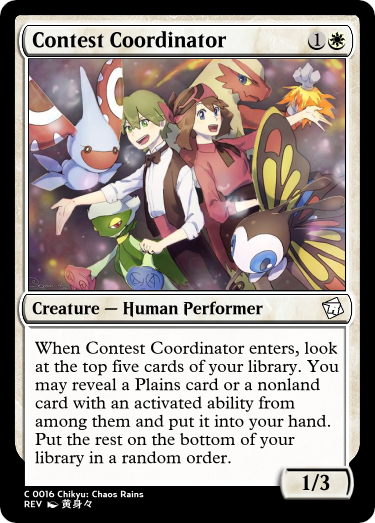 Contest Coordinator
1
Creature — Human Performer
When Contest Coordinator enters, look
at the top five cards of your library. You
may reveal a Plains card or a nonland
card with an activated ability from
among them and put it into your hand.
Put the rest on the bottom of your
library in a random order.
1/3
C 0016 Chikyu: Chaos Rains
REV 黄身々